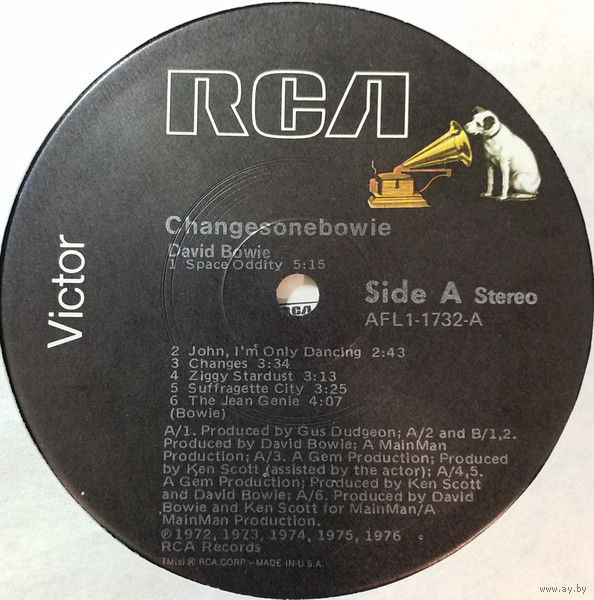 RCA
Victor
Changesonebowie
David Bowie
1 Space Oddity 5:15
Side A Stereo
AFL1-1732-A
RCA
2 John, I'm Only Dancing 2:43
3 Changes 3:34
4 Ziggy Stardust 3:13
5 Suffragette City 3:25
6 The Jean Genie 4:07
(Bowie)
A/1. Produced by Gus Dudgeon; A/2 and B/1,2.
Produced by David Bowie; A MainMan
Production; A/3. A Gem Production; Produced
by Ken Scott (assisted by the actor); A/4,5.
A Gem Production; Produced by Ken Scott
and David Bowie; A/6. Produced by David
Bowie and Ken Scott for MainMan/A
MainMan Production.
℗1972, 1973, 1974, 1975, 1976
RCA Records
TM(s) ® RCA CORP.-MADE IN U.S.A.
www.ay.by